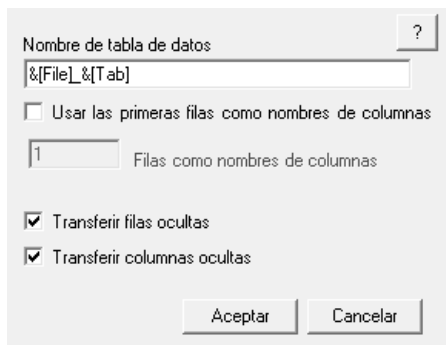 ?
Nombre de tabla de datos
&[File]_&[Tab]
Usar las primeras filas como nombres de columnas
1
Filas como nombres de columnas
Transferir filas ocultas
Transferir columnas ocultas
Aceptar
Cancelar